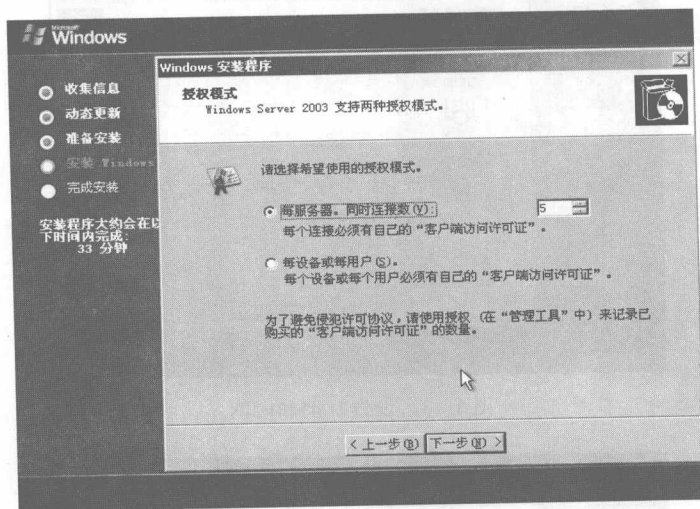 Microsoft
Windows
Windows 安装程序
收集信息
动态更新
准备安装
安装 Windows
完成安装
安装程序大约会在以
下时间内完成:
33 分钟
授权模式
Windows Server 2003 支持两种授权模式。
请选择希望使用的授权模式。
每服务器。同时连接数(V): 5
每个连接必须有自己的“客户端访问许可证”。
每设备或每用户(S)。
每个设备或每个用户必须有自己的“客户端访问许可证”。
为了避免侵犯许可协议，请使用授权（在“管理工具”中）来记录已
购买的“客户端访问许可证”的数量。
< 上一步(B) 下一步(N) >